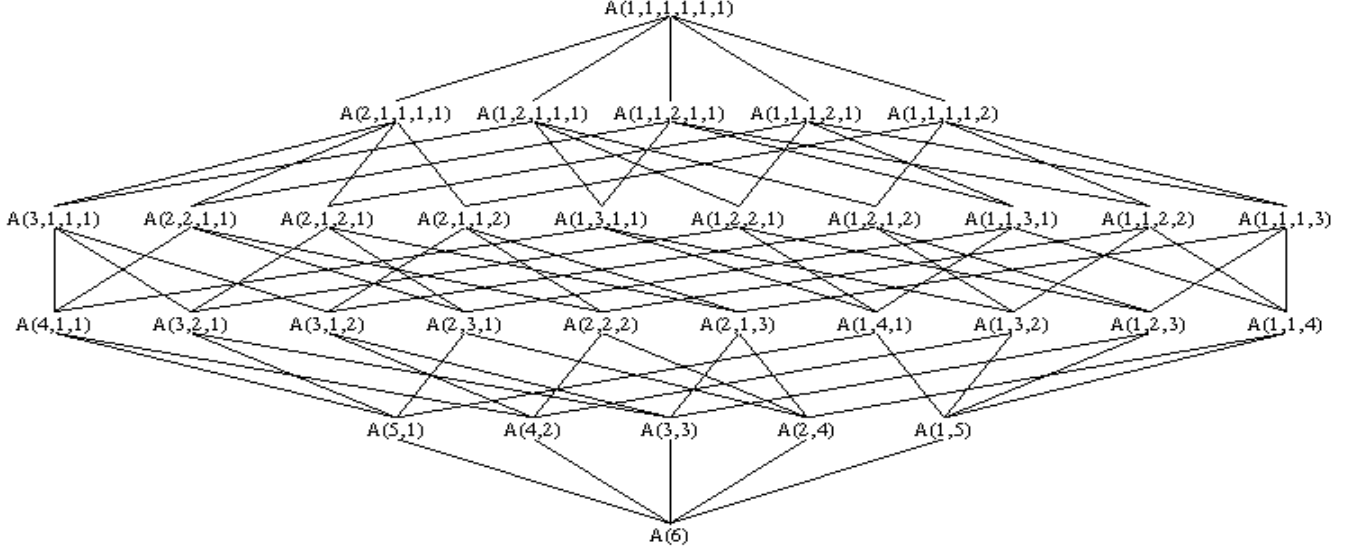 A(1,1,1,1,1,1)
A(2,1,1,1,1) A(1,2,1,1,1) A(1,1,2,1,1) A(1,1,1,2,1) A(1,1,1,1,2)
A(3,1,1,1) A(2,2,1,1) A(2,1,2,1) A(2,1,1,2) A(1,3,1,1) A(1,2,2,1) A(1,2,1,2) A(1,1,3,1) A(1,1,2,2) A(1,1,1,3)
A(4,1,1) A(3,2,1) A(3,1,2) A(2,3,1) A(2,2,2) A(2,1,3) A(1,4,1) A(1,3,2) A(1,2,3) A(1,1,4)
A(5,1) A(4,2) A(3,3) A(2,4) A(1,5)
A(6)